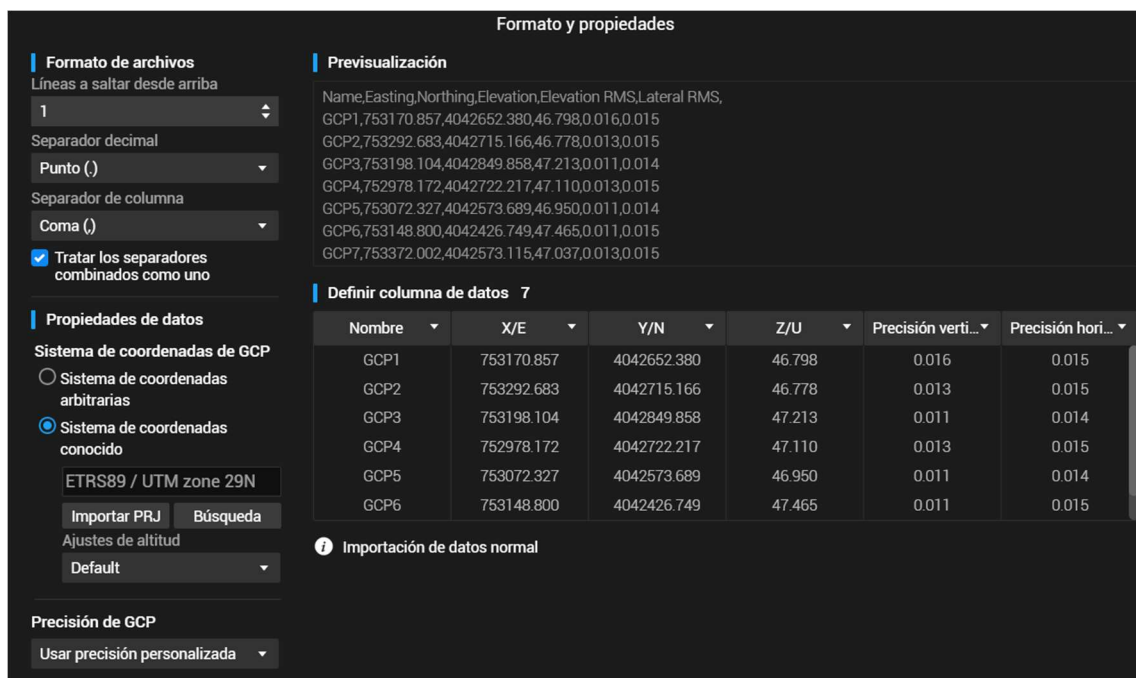 Formato y propiedades
Formato de archivos
Líneas a saltar desde arriba
1
Separador decimal
Punto (.)
Separador de columna
Coma (,)
Tratar los separadores
combinados como uno
Propiedades de datos
Sistema de coordenadas de GCP
Sistema de coordenadas
arbitrarias
Sistema de coordenadas
conocido
ETRS89 / UTM zone 29N
Importar PRJ Búsqueda
Ajustes de altitud
Default
Precisión de GCP
Usar precisión personalizada
Previsualización
Name,Easting,Northing,Elevation,Elevation RMS,Lateral RMS,
GCP1,753170.857,4042652.380,46.798,0.016,0.015
GCP2,753292.683,4042715.166,46.778,0.013,0.015
GCP3,753198.104,4042849.858,47.213,0.011,0.014
GCP4,752978.172,4042722.217,47.110,0.013,0.015
GCP5,753072.327,4042573.689,46.950,0.011,0.014
GCP6,753148.800,4042426.749,47.465,0.011,0.015
GCP7,753372.002,4042573.115,47.037,0.013,0.015
Definir columna de datos 7
Nombre X/E Y/N Z/U Precisión verti... Precisión hori...
GCP1 753170.857 4042652.380 46.798 0.016 0.015
GCP2 753292.683 4042715.166 46.778 0.013 0.015
GCP3 753198.104 4042849.858 47.213 0.011 0.014
GCP4 752978.172 4042722.217 47.110 0.013 0.015
GCP5 753072.327 4042573.689 46.950 0.011 0.014
GCP6 753148.800 4042426.749 47.465 0.011 0.015
i Importación de datos normal